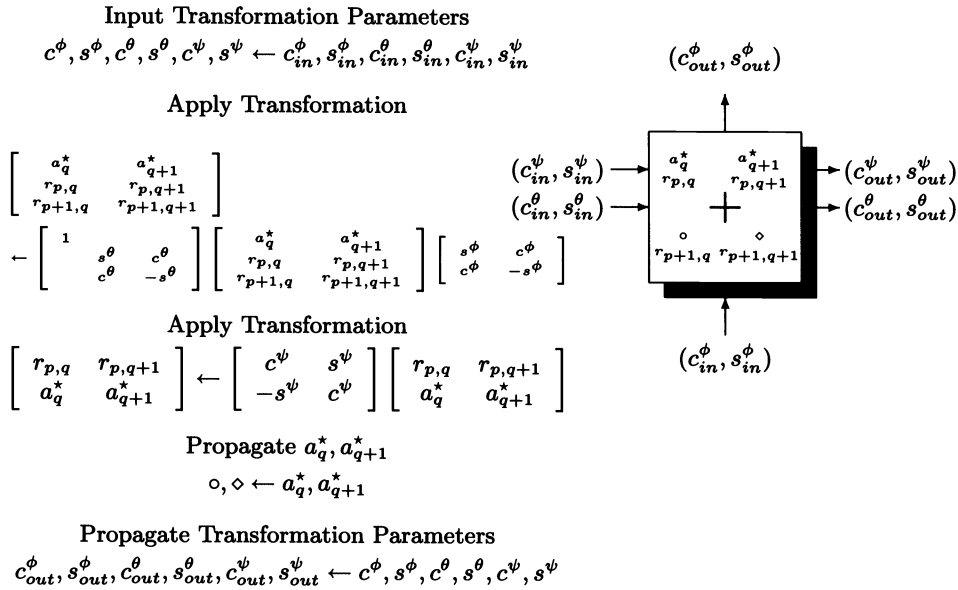 Input Transformation Parameters
c^ϕ, s^ϕ, c^θ, s^θ, c^ψ, s^ψ ← c^ϕ_in, s^ϕ_in, c^θ_in, s^θ_in, c^ψ_in, s^ψ_in
Apply Transformation
[ a^⋆_q a^⋆_{q+1}
r_{p,q} r_{p,q+1}
r_{p+1,q} r_{p+1,q+1} ]
← [ 1
s^θ c^θ
c^θ −s^θ ] [ a^⋆_q a^⋆_{q+1}
r_{p,q} r_{p,q+1}
r_{p+1,q} r_{p+1,q+1} ] [ s^ϕ c^ϕ
c^ϕ −s^ϕ ]
Apply Transformation
[ r_{p,q} r_{p,q+1}
a^⋆_q a^⋆_{q+1} ] ← [ c^ψ s^ψ
−s^ψ c^ψ ] [ r_{p,q} r_{p,q+1}
a^⋆_q a^⋆_{q+1} ]
Propagate a^⋆_q, a^⋆_{q+1}
○, ⋄ ← a^⋆_q, a^⋆_{q+1}
Propagate Transformation Parameters
c^ϕ_out, s^ϕ_out, c^θ_out, s^θ_out, c^ψ_out, s^ψ_out ← c^ϕ, s^ϕ, c^θ, s^θ, c^ψ, s^ψ
(c^ϕ_out, s^ϕ_out)
(c^ψ_in, s^ψ_in)
(c^θ_in, s^θ_in)
a^⋆_q a^⋆_{q+1}
r_{p,q} r_{p,q+1}
+
○ ⋄
r_{p+1,q} r_{p+1,q+1}
(c^ψ_out, s^ψ_out)
(c^θ_out, s^θ_out)
(c^ϕ_in, s^ϕ_in)